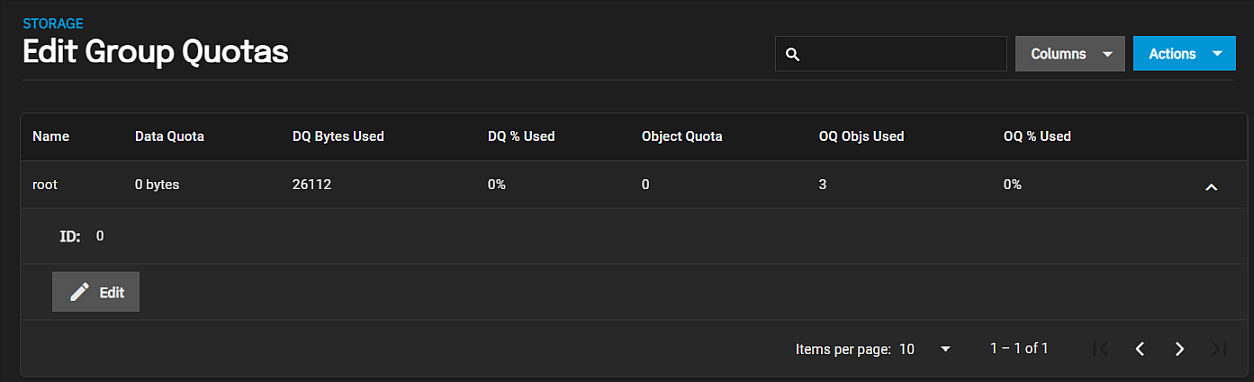 STORAGE
Edit Group Quotas
Columns
Actions
Name Data Quota DQ Bytes Used DQ % Used Object Quota OQ Objs Used OQ % Used
root 0 bytes 26112 0% 0 3 0%
ID: 0
Edit
Items per page: 10 1 – 1 of 1